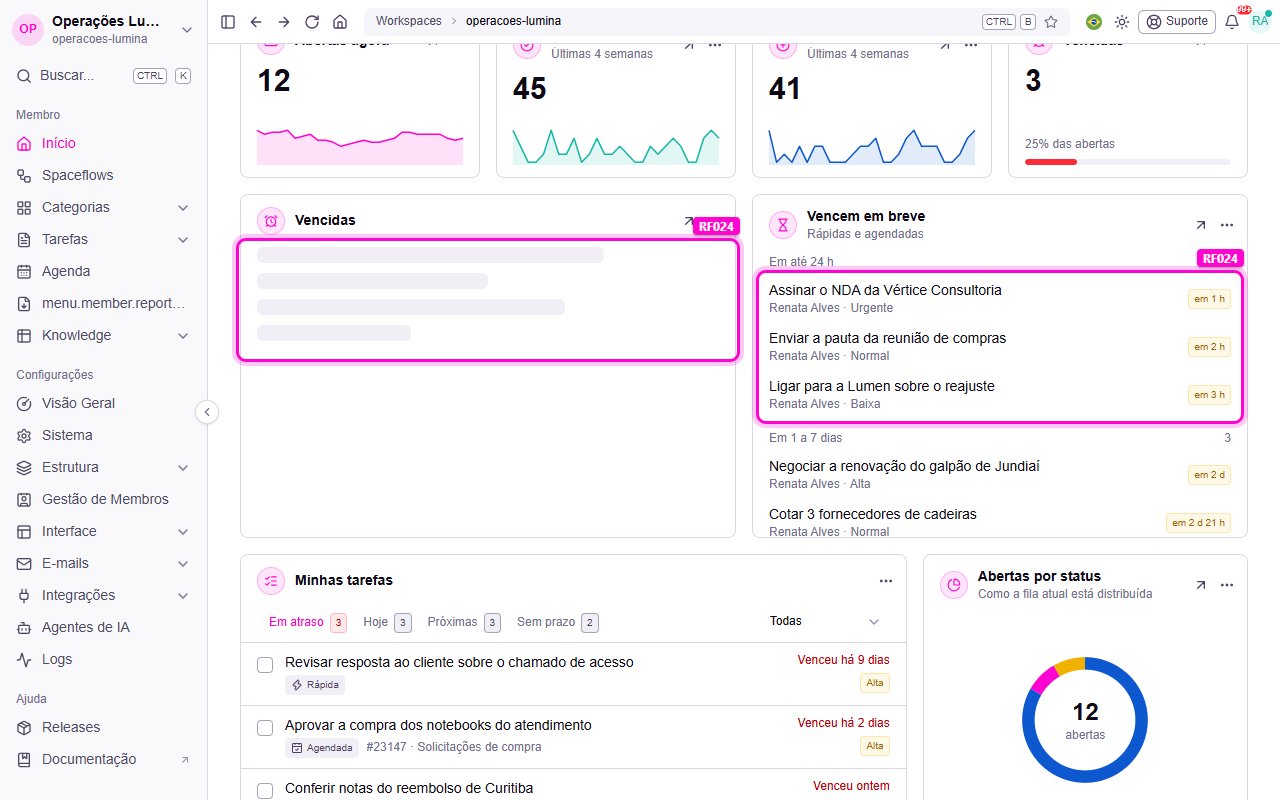 OP
Operações Lu...
operacoes-lumina
Workspaces
operacoes-lumina
CTRL
B
Suporte
99+
RA
Buscar...
CTRL
K
Membro
Início
Spaceflows
Categorias
Tarefas
Agenda
menu.member.report...
Knowledge
Configurações
Visão Geral
Sistema
Estrutura
Gestão de Membros
Interface
E-mails
Integrações
Agentes de IA
Logs
Ajuda
Releases
Documentação
12
Últimas 4 semanas
45
Últimas 4 semanas
41
3
25% das abertas
Vencidas
RF024
Vencem em breve
Rápidas e agendadas
Em até 24 h
RF024
Assinar o NDA da Vértice Consultoria
Renata Alves · Urgente
em 1 h
Enviar a pauta da reunião de compras
Renata Alves · Normal
em 2 h
Ligar para a Lumen sobre o reajuste
Renata Alves · Baixa
em 3 h
Em 1 a 7 dias
3
Negociar a renovação do galpão de Jundiaí
Renata Alves · Alta
em 2 d
Cotar 3 fornecedores de cadeiras
Renata Alves · Normal
em 2 d 21 h
Minhas tarefas
Em atraso 3
Hoje 3
Próximas 3
Sem prazo 2
Todas
Revisar resposta ao cliente sobre o chamado de acesso
Venceu há 9 dias
Rápida
Alta
Aprovar a compra dos notebooks do atendimento
Venceu há 2 dias
Agendada
#23147 · Solicitações de compra
Alta
Conferir notas do reembolso de Curitiba
Venceu ontem
Abertas por status
Como a fila atual está distribuída
12
abertas